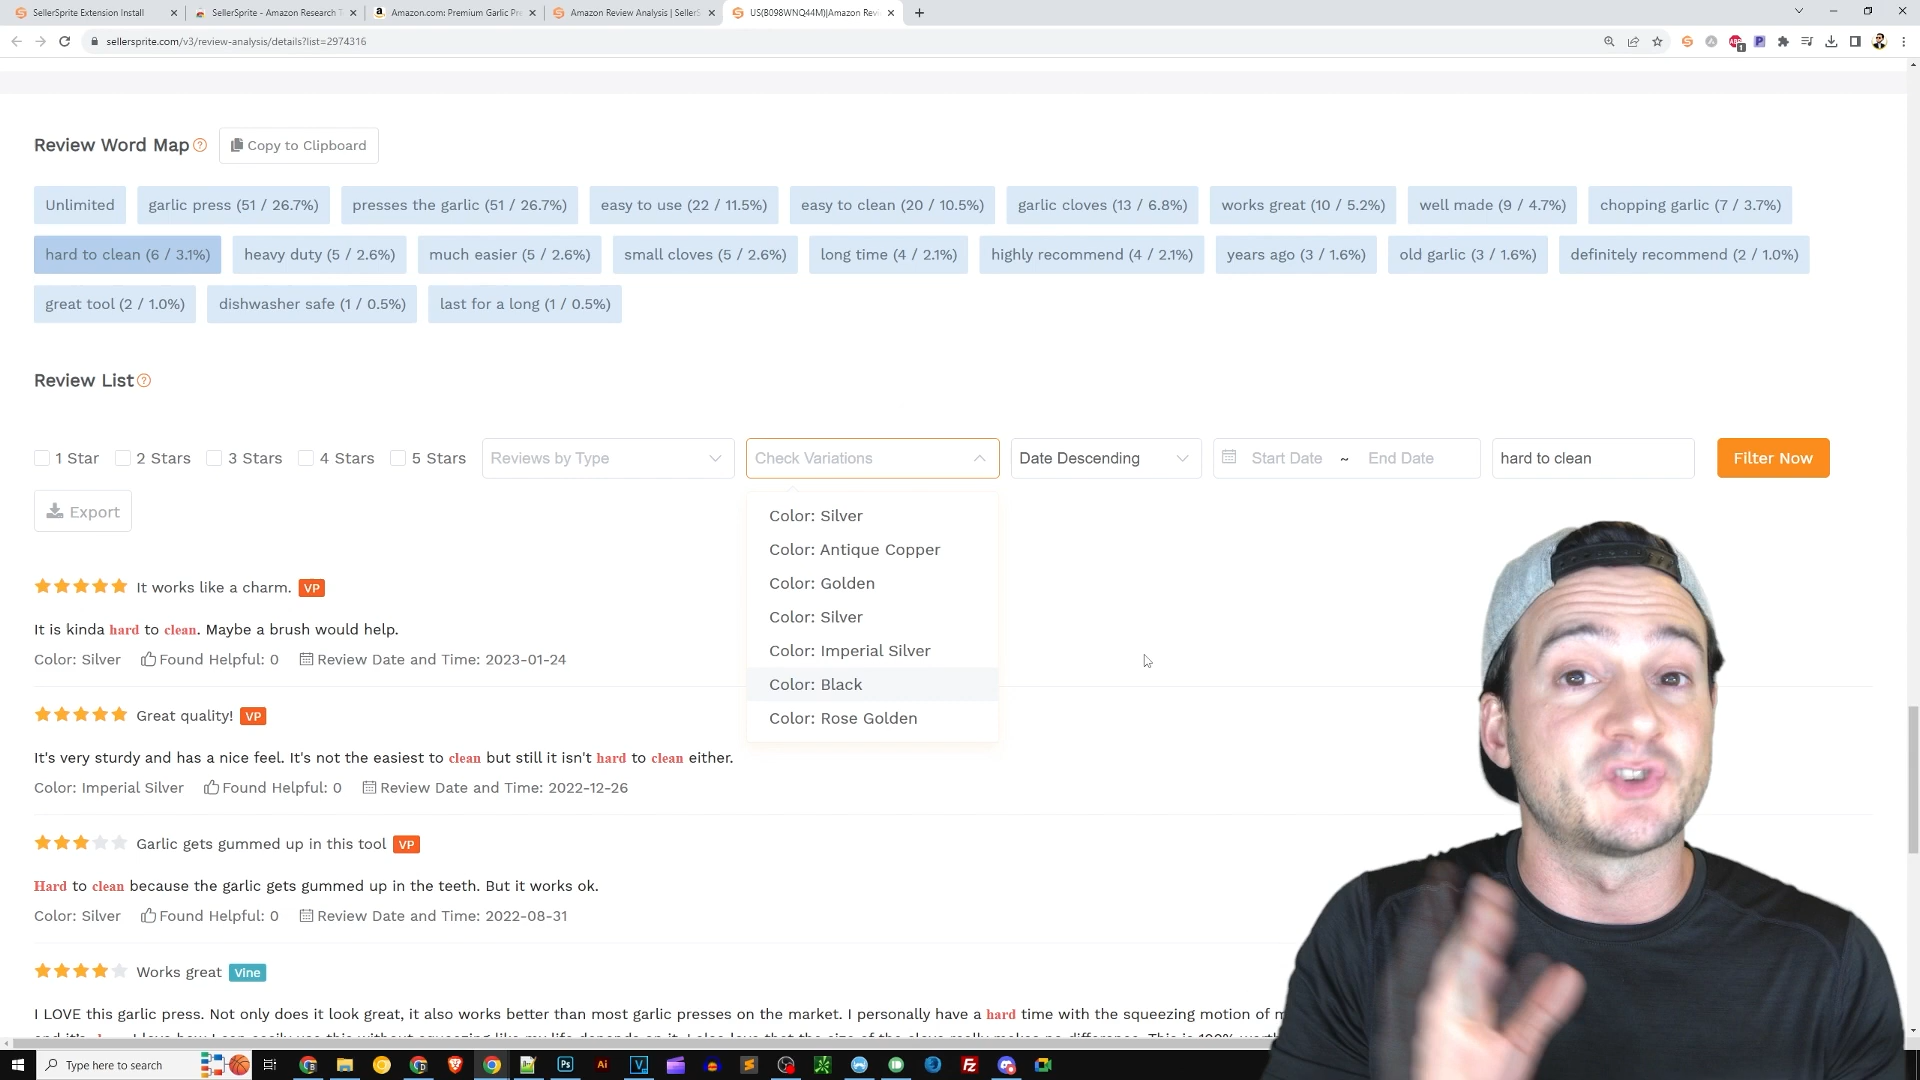 SellerSprite Extension Install
SellerSprite - Amazon Research T
Amazon.com: Premium Garlic Pr
Amazon Review Analysis | SellerS
US(B098WNQ44M)|Amazon Revi
sellersprite.com/v3/review-analysis/details?list=2974316
Review Word Map
Copy to Clipboard
Unlimited
garlic press (51 / 26.7%)
presses the garlic (51 / 26.7%)
easy to use (22 / 11.5%)
easy to clean (20 / 10.5%)
garlic cloves (13 / 6.8%)
works great (10 / 5.2%)
well made (9 / 4.7%)
chopping garlic (7 / 3.7%)
hard to clean (6 / 3.1%)
heavy duty (5 / 2.6%)
much easier (5 / 2.6%)
small cloves (5 / 2.6%)
long time (4 / 2.1%)
highly recommend (4 / 2.1%)
years ago (3 / 1.6%)
old garlic (3 / 1.6%)
definitely recommend (2 / 1.0%)
great tool (2 / 1.0%)
dishwasher safe (1 / 0.5%)
last for a long (1 / 0.5%)
Review List
1 Star
2 Stars
3 Stars
4 Stars
5 Stars
Reviews by Type
Check Variations
Date Descending
Start Date ~ End Date
hard to clean
Filter Now
Export
Color: Silver
Color: Antique Copper
Color: Golden
Color: Silver
Color: Imperial Silver
Color: Black
Color: Rose Golden
It works like a charm. VP
It is kinda hard to clean. Maybe a brush would help.
Color: Silver Found Helpful: 0 Review Date and Time: 2023-01-24
Great quality! VP
It's very sturdy and has a nice feel. It's not the easiest to clean but still it isn't hard to clean either.
Color: Imperial Silver Found Helpful: 0 Review Date and Time: 2022-12-26
Garlic gets gummed up in this tool VP
Hard to clean because the garlic gets gummed up in the teeth. But it works ok.
Color: Silver Found Helpful: 0 Review Date and Time: 2022-08-31
Works great Vine
I LOVE this garlic press. Not only does it look great, it also works better than most garlic presses on the market. I personally have a hard time with the squeezing motion of m
Type here to search